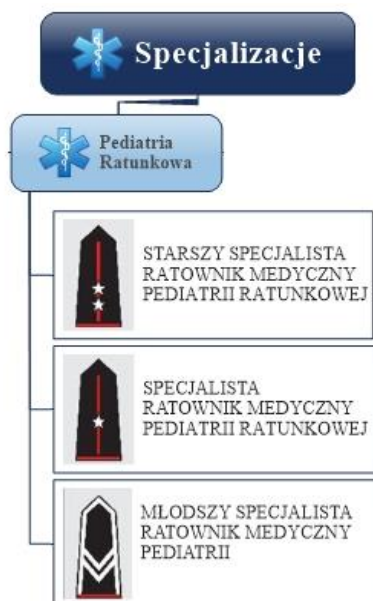 Specjalizacje
Pediatria
Ratunkowa
STARSZY SPECJALISTA
RATOWNIK MEDYCZNY
PEDIATRII RATUNKOWEJ
SPECJALISTA
RATOWNIK MEDYCZNY
PEDIATRII RATUNKOWEJ
MŁODSZY SPECJALISTA
RATOWNIK MEDYCZNY
PEDIATRII